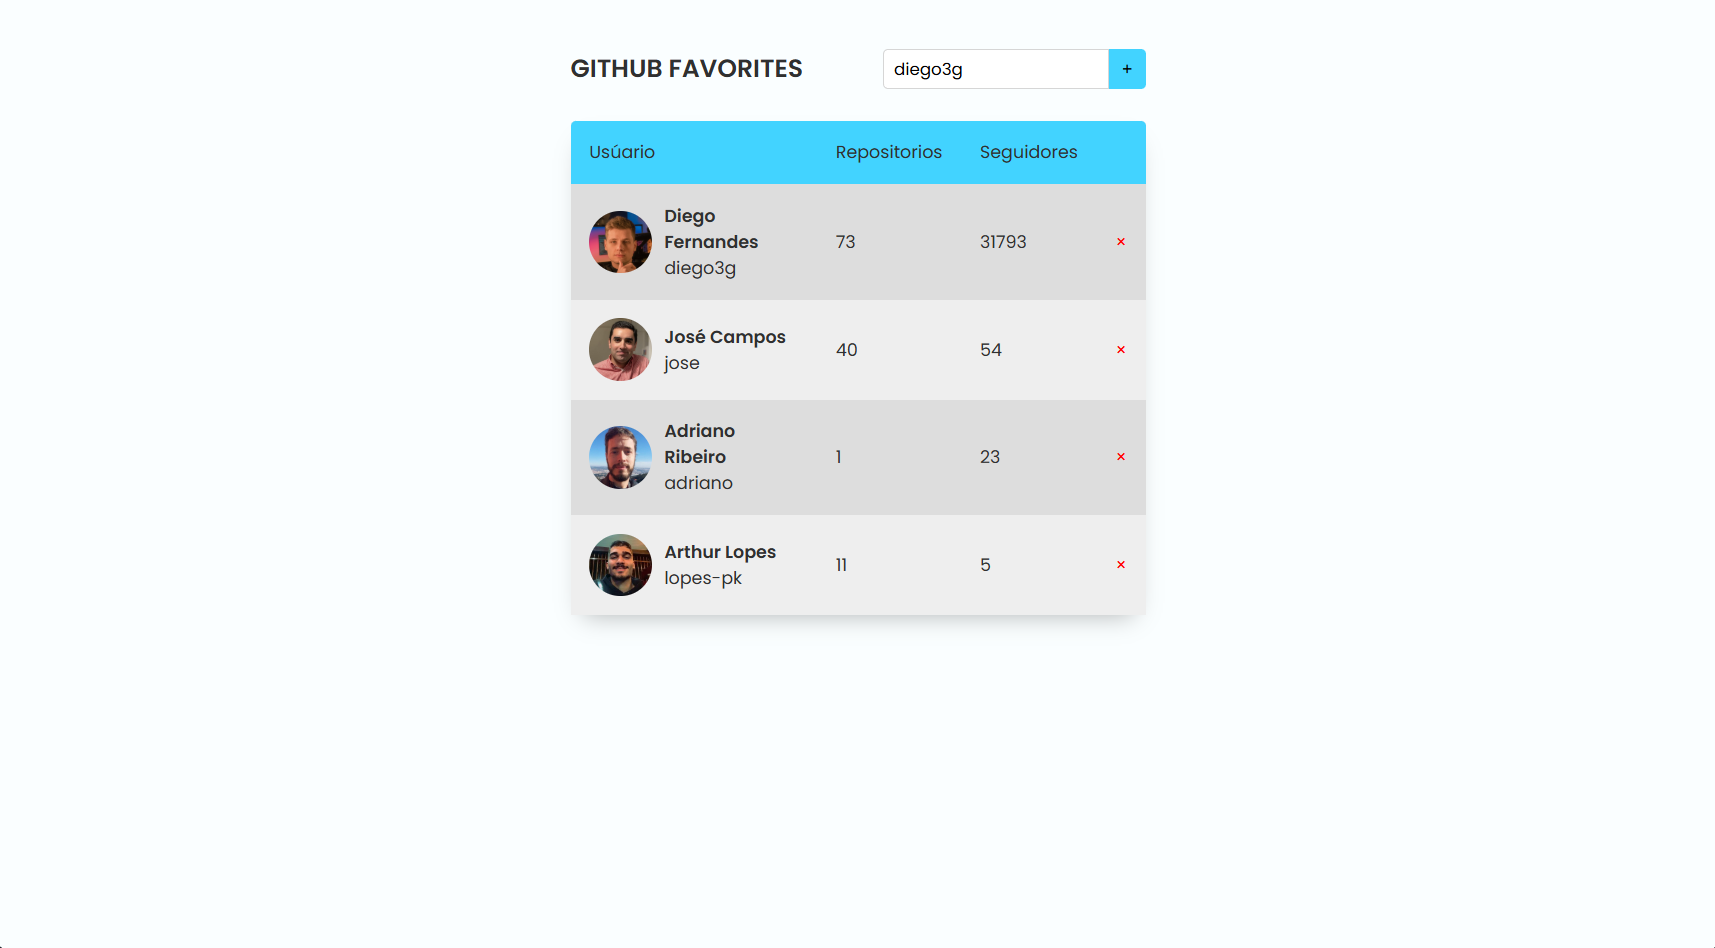 GITHUB FAVORITES
diego3g +
Usúario Repositorios Seguidores
Diego
Fernandes
diego3g
73 31793 ×
José Campos
jose
40 54 ×
Adriano
Ribeiro
adriano
1 23 ×
Arthur Lopes
lopes-pk
11 5 ×